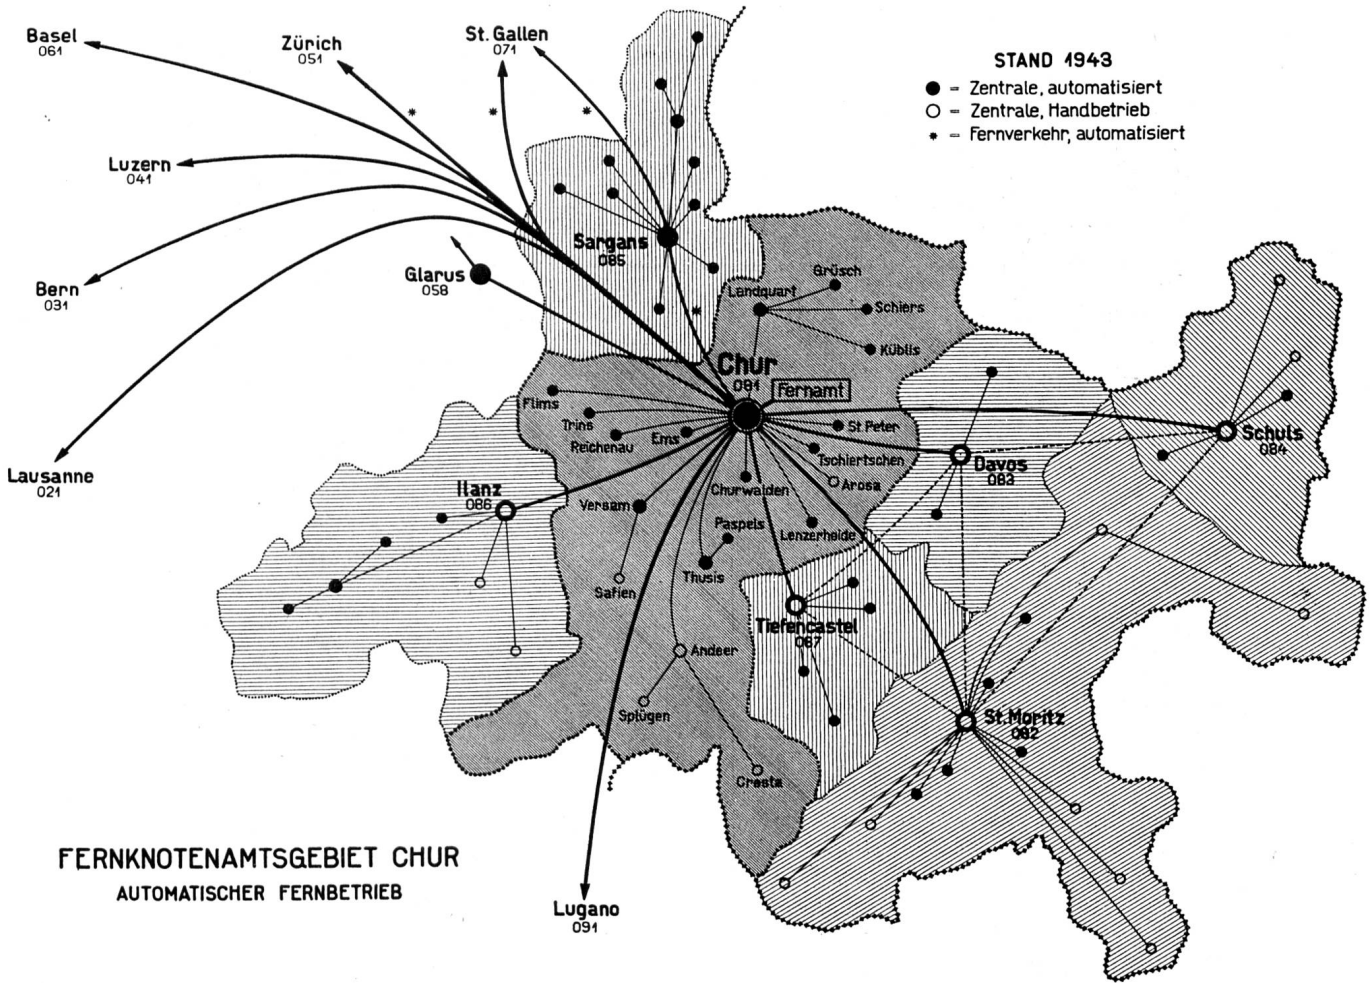 Basel
061
Zürich
051
St. Gallen
071
STAND 1943
= Zentrale, automatisiert
= Zentrale, Handbetrieb
* = Fernverkehr, automatisiert
Luzern
041
Sargans
085
Bern
031
Glarus
058
Grüsch
Landquart
Schiers
Küblis
Chur
081
Fernamt
Flims
Trins
Reichenau
Ems
St. Peter
Tschiertschen
Arosa
Churwalden
Lenzerheide
Lausanne
021
Ilanz
086
Versam
Paspels
Thusis
Safien
Davos
083
Schuls
084
Tiefencastel
087
Andeer
Splügen
Cresta
St. Moritz
082
FERNKNOTENAMTSGEBIET CHUR
AUTOMATISCHER FERNBETRIEB
Lugano
091